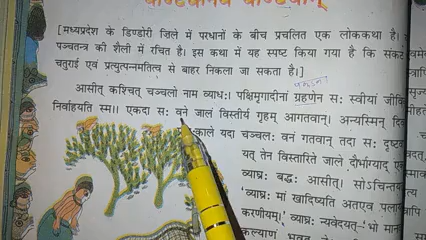 [मध्यप्रदेश के डिण्डोरी जिले में परधानों के बीच प्रचलित एक लोककथा है।
पञ्चतन्त्र की शैली में रचित है। इस कथा में यह स्पष्ट किया गया है कि संकट
चतुराई एवं प्रत्युत्पन्नमतित्व से बाहर निकला जा सकता है।]
आसीत् कश्चित् चञ्चलो नाम व्याधः। पक्षिमृगादीनां ग्रहणेन सः स्वीयां जीवि
निर्वाहयति स्म।। एकदा सः वने जालं विस्तीर्य गृहम् आगतवान्। अन्यस्मिन् दि
काले यदा चञ्चलः वनं गतवान् तदा सः दृष्ट
यत् तेन विस्तारिते जाले दौर्भाग्याद् ए
व्याघ्रः बद्धः आसीत्। सोऽचिन्तय
'व्याघ्रः मां खादिष्यति अतएव पला
करणीयम्।' व्याघ्रः न्यवेदयत्-'भो मान
कल्याणं